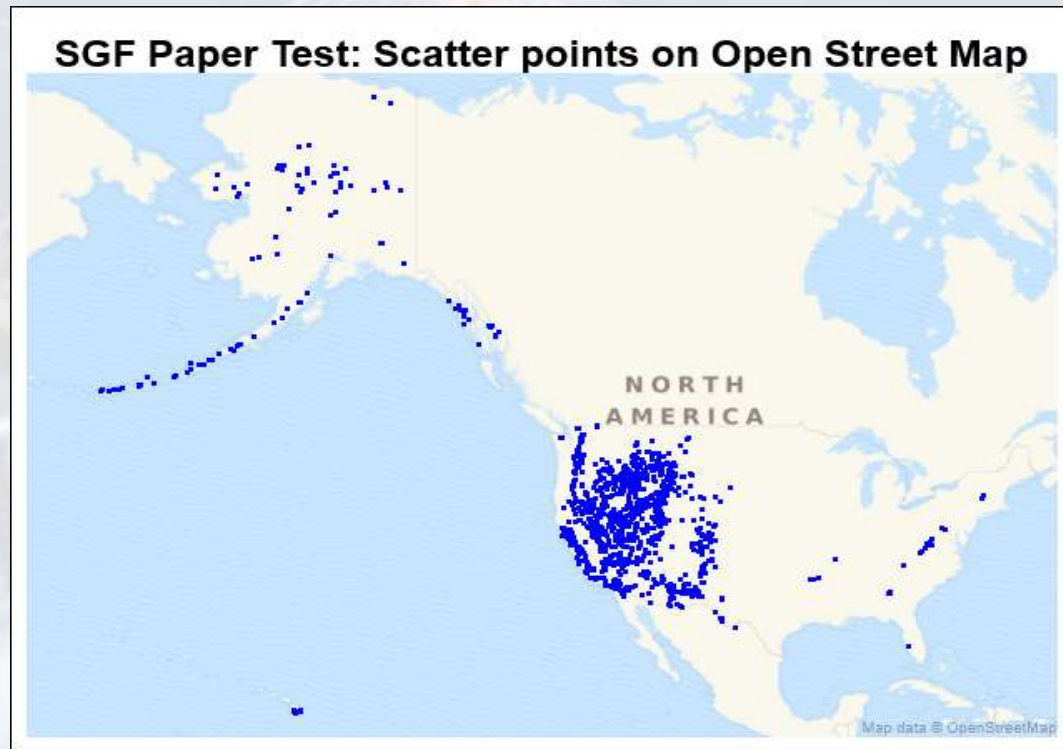 SGF Paper Test: Scatter points on Open Street Map
NORTH
AMERICA
Map data © OpenStreetMap